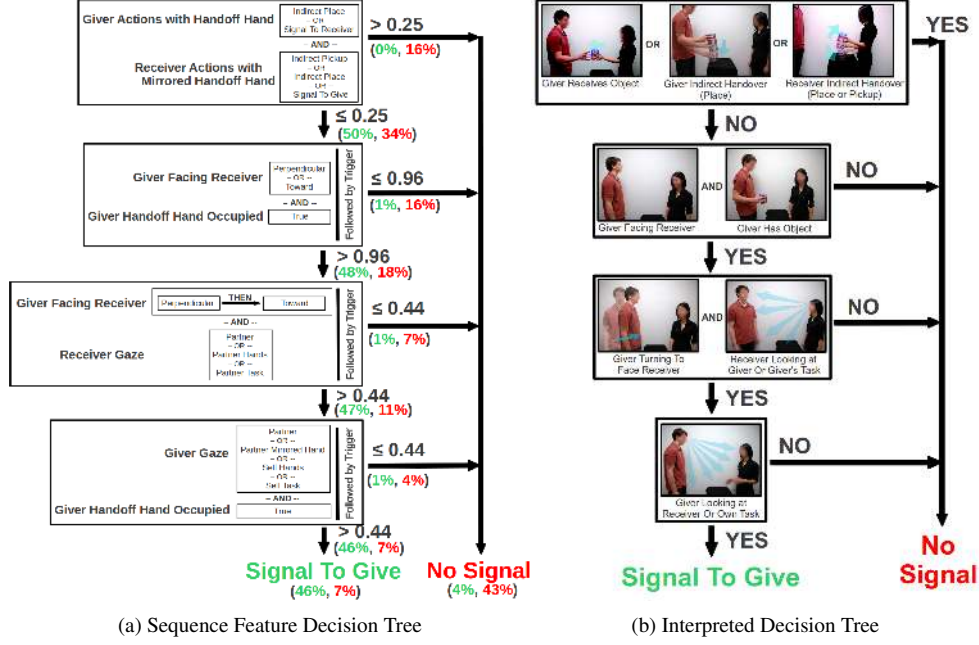 Giver Actions with Handoff Hand
Indirect Place
-- OR --
Signal To Receiver
-- AND --
Receiver Actions with
Mirrored Handoff Hand
Indirect Pickup
-- OR --
Indirect Place
OR
Signal To Give
> 0.25
(0%, 16%)
≤ 0.25
(50%, 34%)
Giver Facing Receiver
Perpendicular
-- OR --
Toward
-- AND --
Giver Handoff Hand Occupied
True
Followed by Trigger
≤ 0.96
(1%, 16%)
> 0.96
(48%, 18%)
Giver Facing Receiver
Perpendicular THEN Toward
-- AND --
Receiver Gaze
Partner
-- OR --
Partner Hands
-- OR --
Partner Task
Followed by Trigger
≤ 0.44
(1%, 7%)
> 0.44
(47%, 11%)
Giver Gaze
Partner
-- OR --
Partner Mirrored Hand
-- OR --
Self Hands
-- OR --
Self Task
-- AND --
Giver Handoff Hand Occupied
True
Followed by Trigger
≤ 0.44
(1%, 4%)
> 0.44
(46%, 7%)
Signal To Give
(46%, 7%)
No Signal
(4%, 43%)
(a) Sequence Feature Decision Tree
OR
OR
Giver Receives Object
Giver Indirect Handover
(Place)
Receiver Indirect Handover
(Place or Pickup)
YES
NO
AND
Giver Facing Receiver
Giver Has Object
NO
YES
AND
Giver Turning To
Face Receiver
Receiver Looking at
Giver Or Giver's Task
NO
YES
Giver Looking at
Receiver Or Own Task
NO
YES
Signal To Give
No
Signal
(b) Interpreted Decision Tree